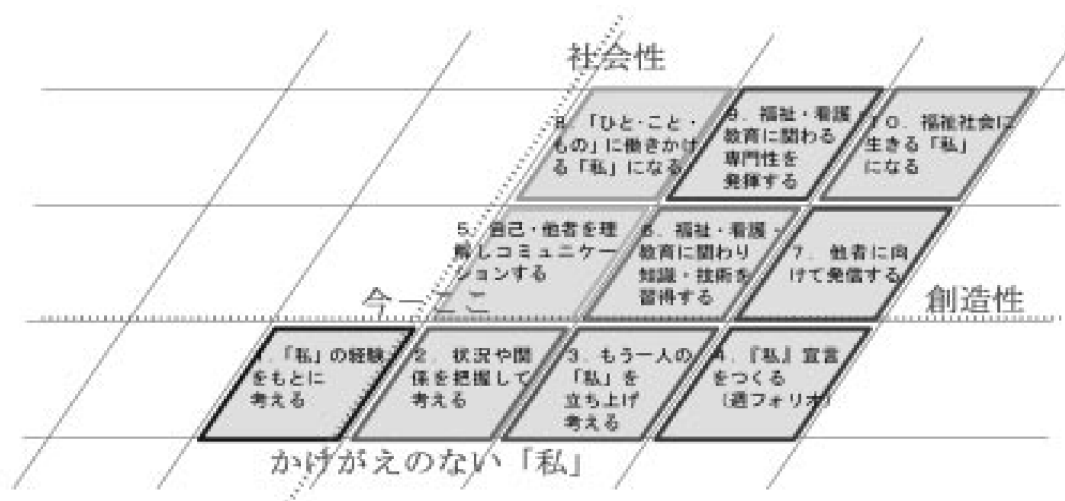 社会性
8.「ひと・こと・
もの」に働きかけ
る「私」になる
9.福祉・看護・
教育に関わる
専門性を
発揮する
10.福祉社会に
生きる「私」
になる
5.自己・他者を理
解しコミュニケー
ションする
6.福祉・看護・
教育に関わり
知識・技術を
習得する
7.他者に向
けて発信する
今―ここ
創造性
1.「私」の経験
をもとに
考える
2.状況や関
係を把握して
考える
3.もう一人の
「私」を
立ち上げ
考える
4.『私』宣言
をつくる
(週フォリオ)
かけがえのない「私」